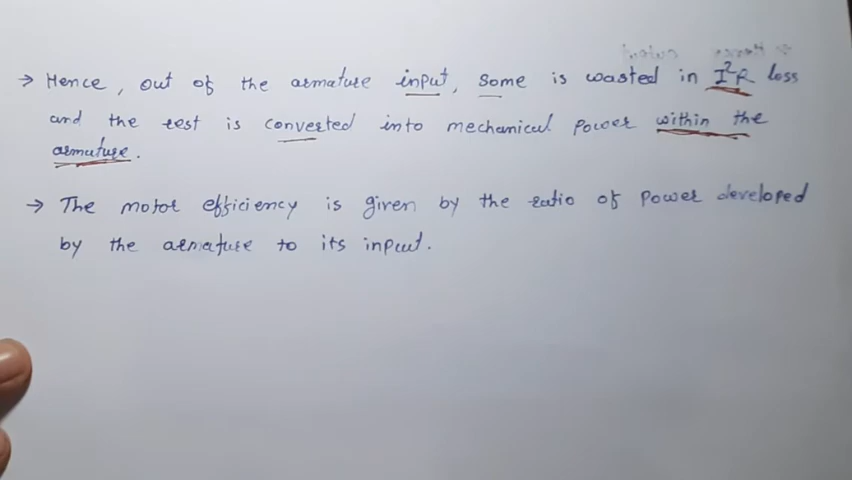 → Hence, out of the armature input, some is wasted in I²R loss
and the rest is converted into mechanical power within the
armature.
→ The motor efficiency is given by the ratio of power developed
by the armature to its input.